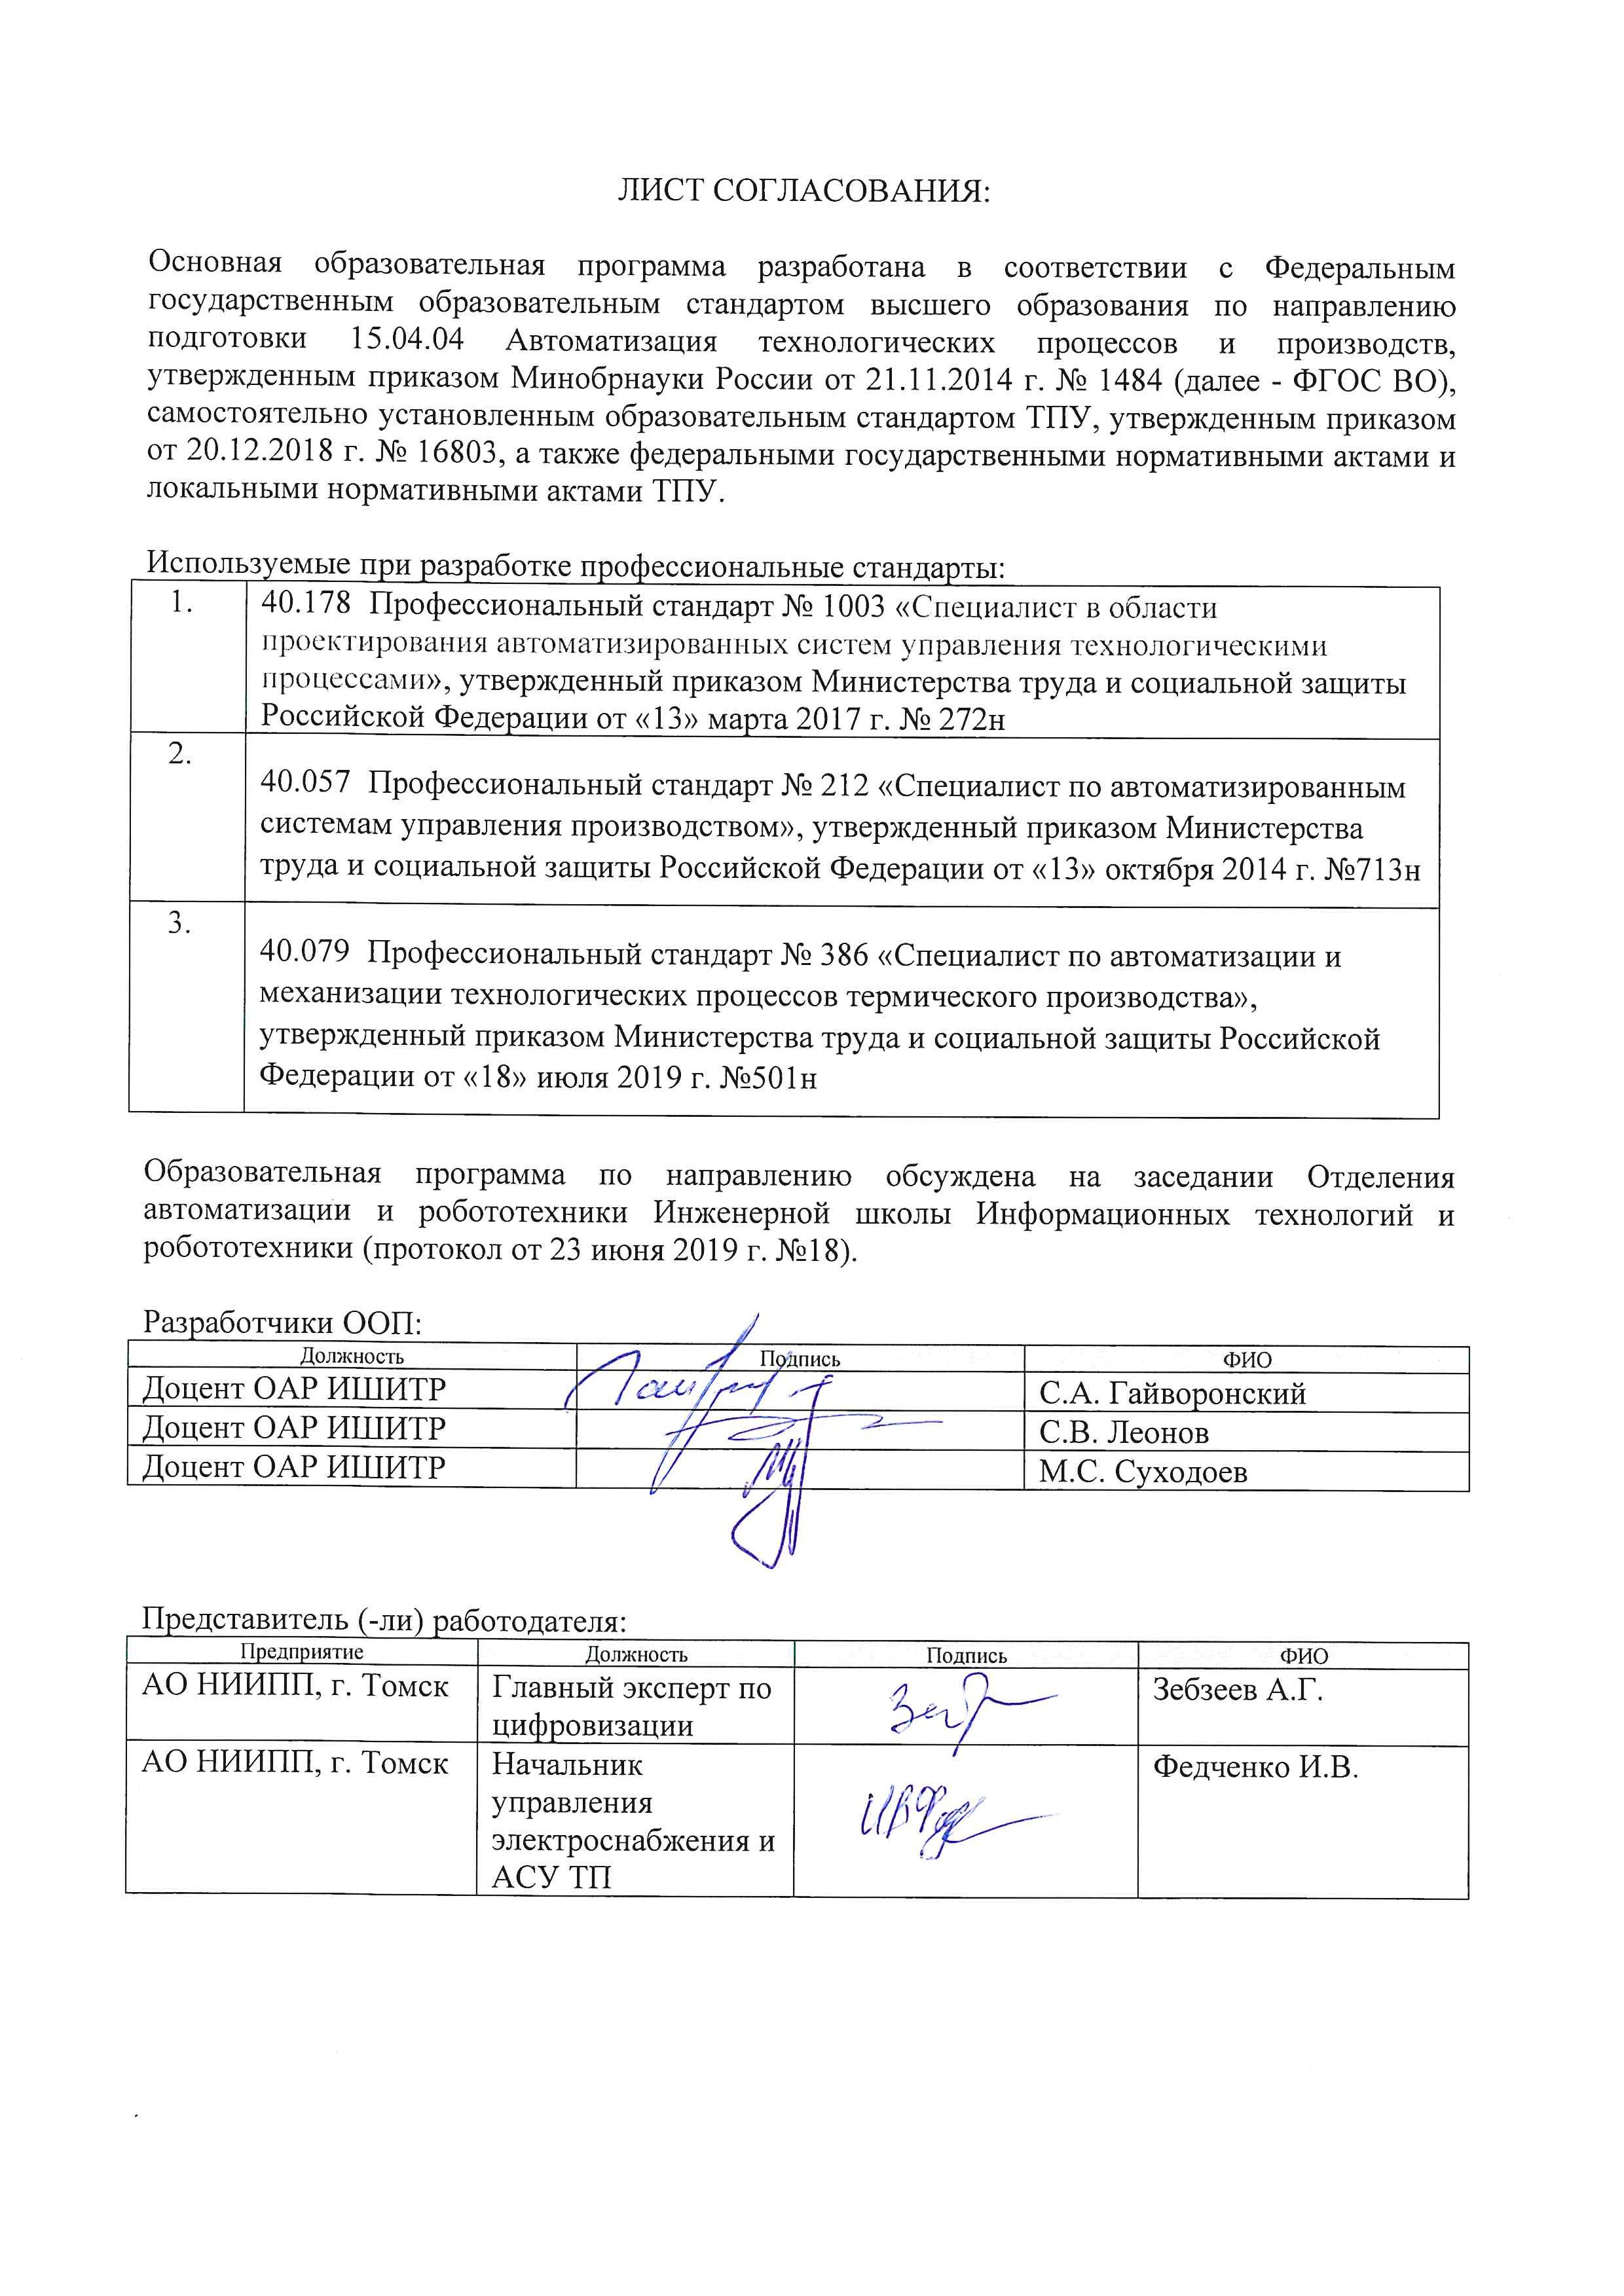 ЛИСТ СОГЛАСОВАНИЯ:
Основная образовательная программа разработана в соответствии с Федеральным
государственным образовательным стандартом высшего образования по направлению
подготовки 15.04.04 Автоматизация технологических процессов и производств,
утвержденным приказом Минобрнауки России от 21.11.2014 г. № 1484 (далее - ФГОС ВО),
самостоятельно установленным образовательным стандартом ТПУ, утвержденным приказом
от 20.12.2018 г. № 16803, а также федеральными государственными нормативными актами и
локальными нормативными актами ТПУ.
Используемые при разработке профессиональные стандарты:
1. 40.178 Профессиональный стандарт № 1003 «Специалист в области
проектирования автоматизированных систем управления технологическими
процессами», утвержденный приказом Министерства труда и социальной защиты
Российской Федерации от «13» марта 2017 г. № 272н
2.
40.057 Профессиональный стандарт № 212 «Специалист по автоматизированным
системам управления производством», утвержденный приказом Министерства
труда и социальной защиты Российской Федерации от «13» октября 2014 г. №713н
3.
40.079 Профессиональный стандарт № 386 «Специалист по автоматизации и
механизации технологических процессов термического производства»,
утвержденный приказом Министерства труда и социальной защиты Российской
Федерации от «18» июля 2019 г. №501н
Образовательная программа по направлению обсуждена на заседании Отделения
автоматизации и робототехники Инженерной школы Информационных технологий и
робототехники (протокол от 23 июня 2019 г. №18).
Разработчики ООП:
Должность Подпись ФИО
Доцент ОАР ИШИТР С.А. Гайворонский
Доцент ОАР ИШИТР С.В. Леонов
Доцент ОАР ИШИТР М.С. Суходоев
Представитель (-ли) работодателя:
Предприятие Должность Подпись ФИО
АО НИИПП, г. Томск Главный эксперт по Зебзеев А.Г.
цифровизации
АО НИИПП, г. Томск Начальник Федченко И.В.
управления
электроснабжения и
АСУ ТП